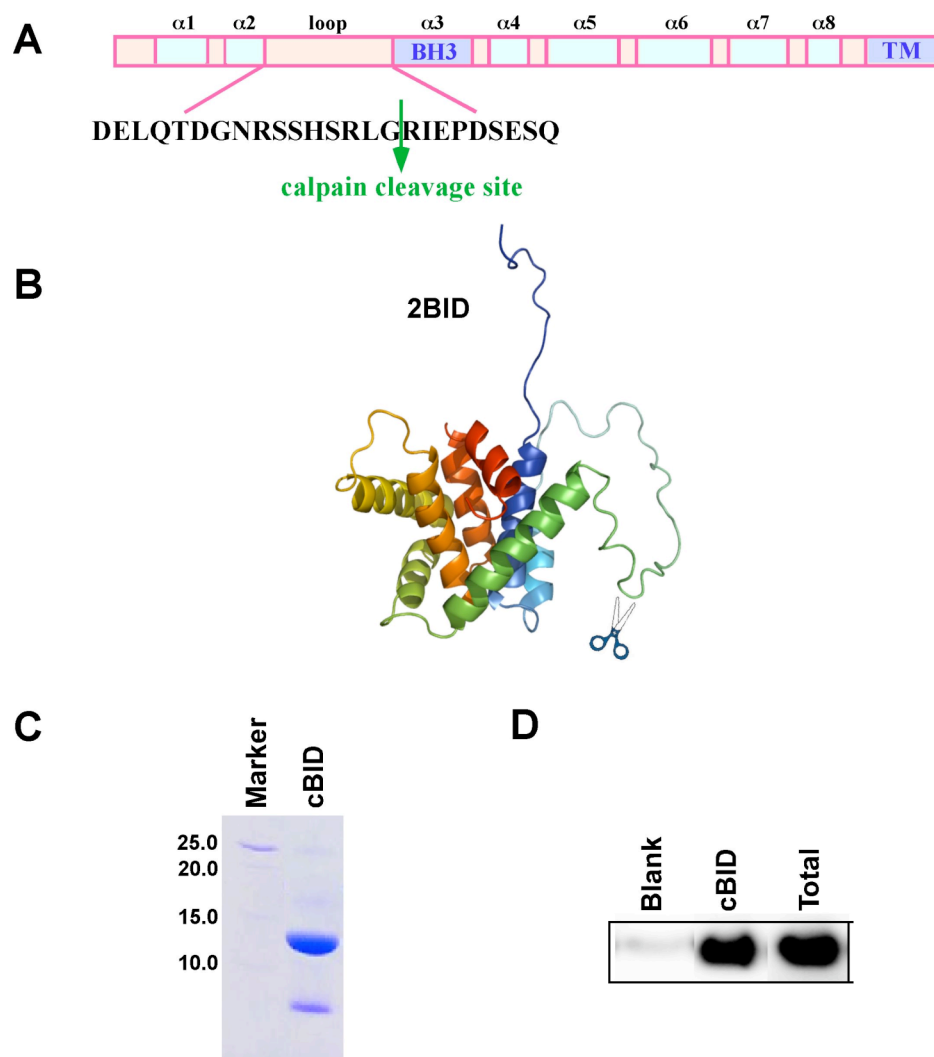 A
α1 α2 loop α3 α4 α5 α6 α7 α8
BH3 TM
DELQTDGNRSSHSRLGRIEPDSESQ
calpain cleavage site
B
2BID
C
Marker cBID
25.0
20.0
15.0
10.0
D
Blank cBID Total